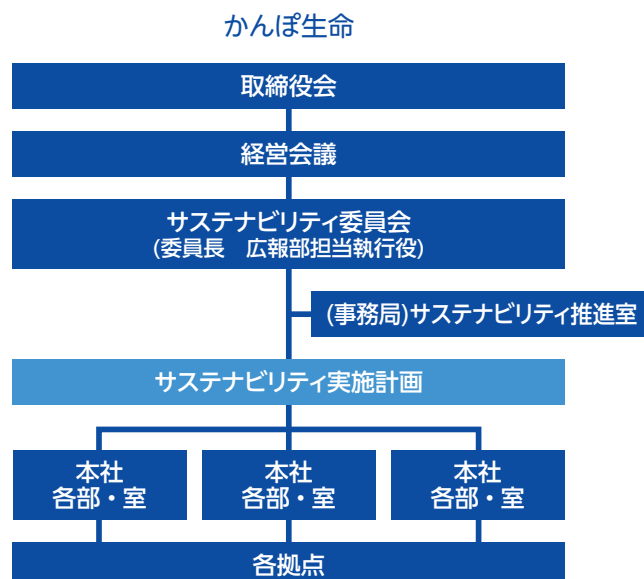 かんぽ生命
取締役会
経営会議
サステナビリティ委員会
(委員長　広報部担当執行役)
(事務局)サステナビリティ推進室
サステナビリティ実施計画
本社
各部・室
本社
各部・室
本社
各部・室
各拠点